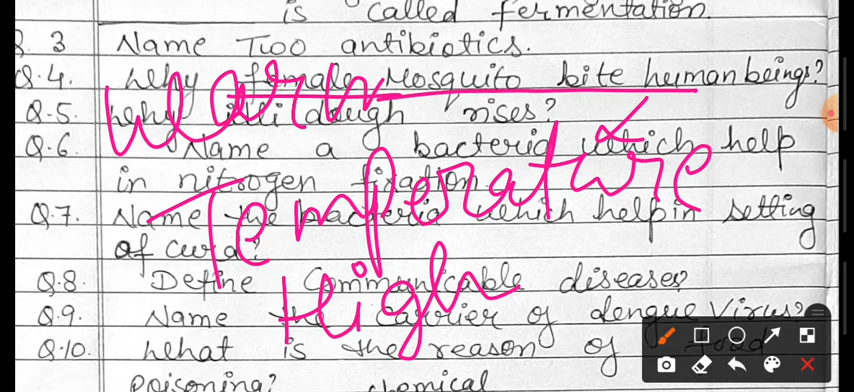 is called fermentation.
Q.3 Name Two antibiotics.
Q.4. Why female Mosquito bite human beings?
Q.5. Why idli dough rises?
Q.6. Name a bacteria which help
in nitrogen fixation.
Q.7. Name the bacteria which help in setting
of curd?
Q.8 Define Communicable diseases?
Q.9. Name the carrier of dengue virus?
Q.10. What is the reason of food
poisoning? chemical
Warm
Temperature
High